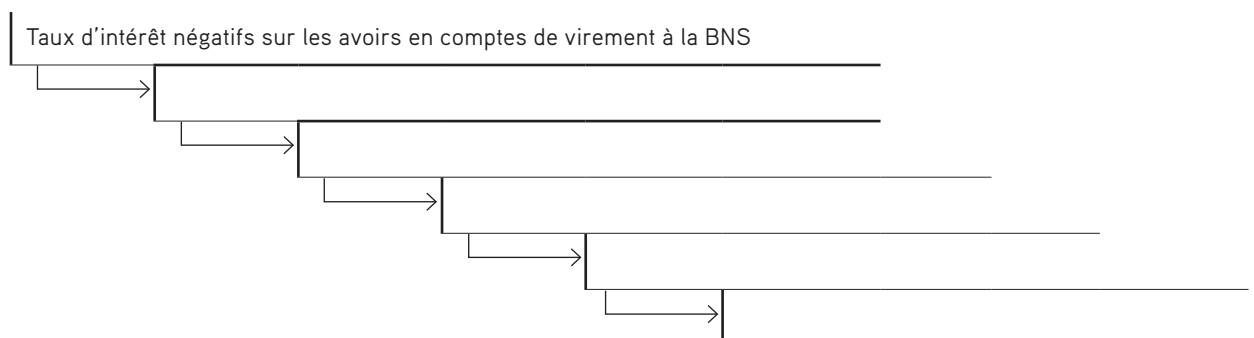 Taux d’intérêt négatifs sur les avoirs en comptes de virement à la BNS